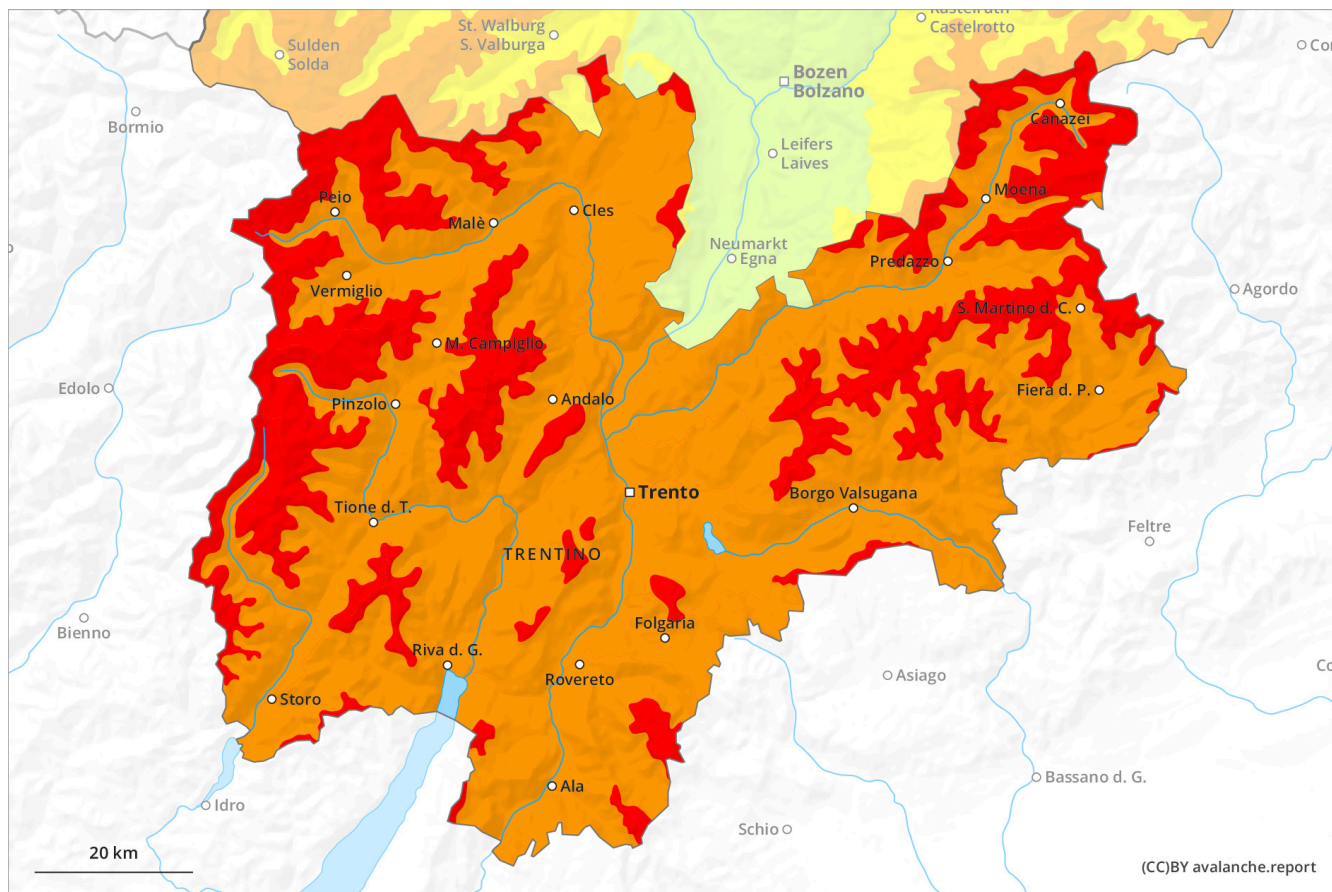 Kastelruth
Castelrotto
St. Walburg
S. Valburga
Sulden
Solda
Bozen
Bolzano
Bormio
Canazei
Leifers
Laives
Peio
Moena
Malè
Cles
Neumarkt
Egna
Predazzo
Vermiglio
Agordo
S. Martino d. C.
M. Campiglio
Edolo
Pinzolo
Andalo
Fiera d. P.
Trento
Borgo Valsugana
Tione d. T.
Feltre
TRENTINO
Bienno
Folgaria
Riva d. G.
Rovereto
Asiago
Storo
Idro
Ala
Bassano d. G.
Schio
20 km
(CC)BY avalanche.report